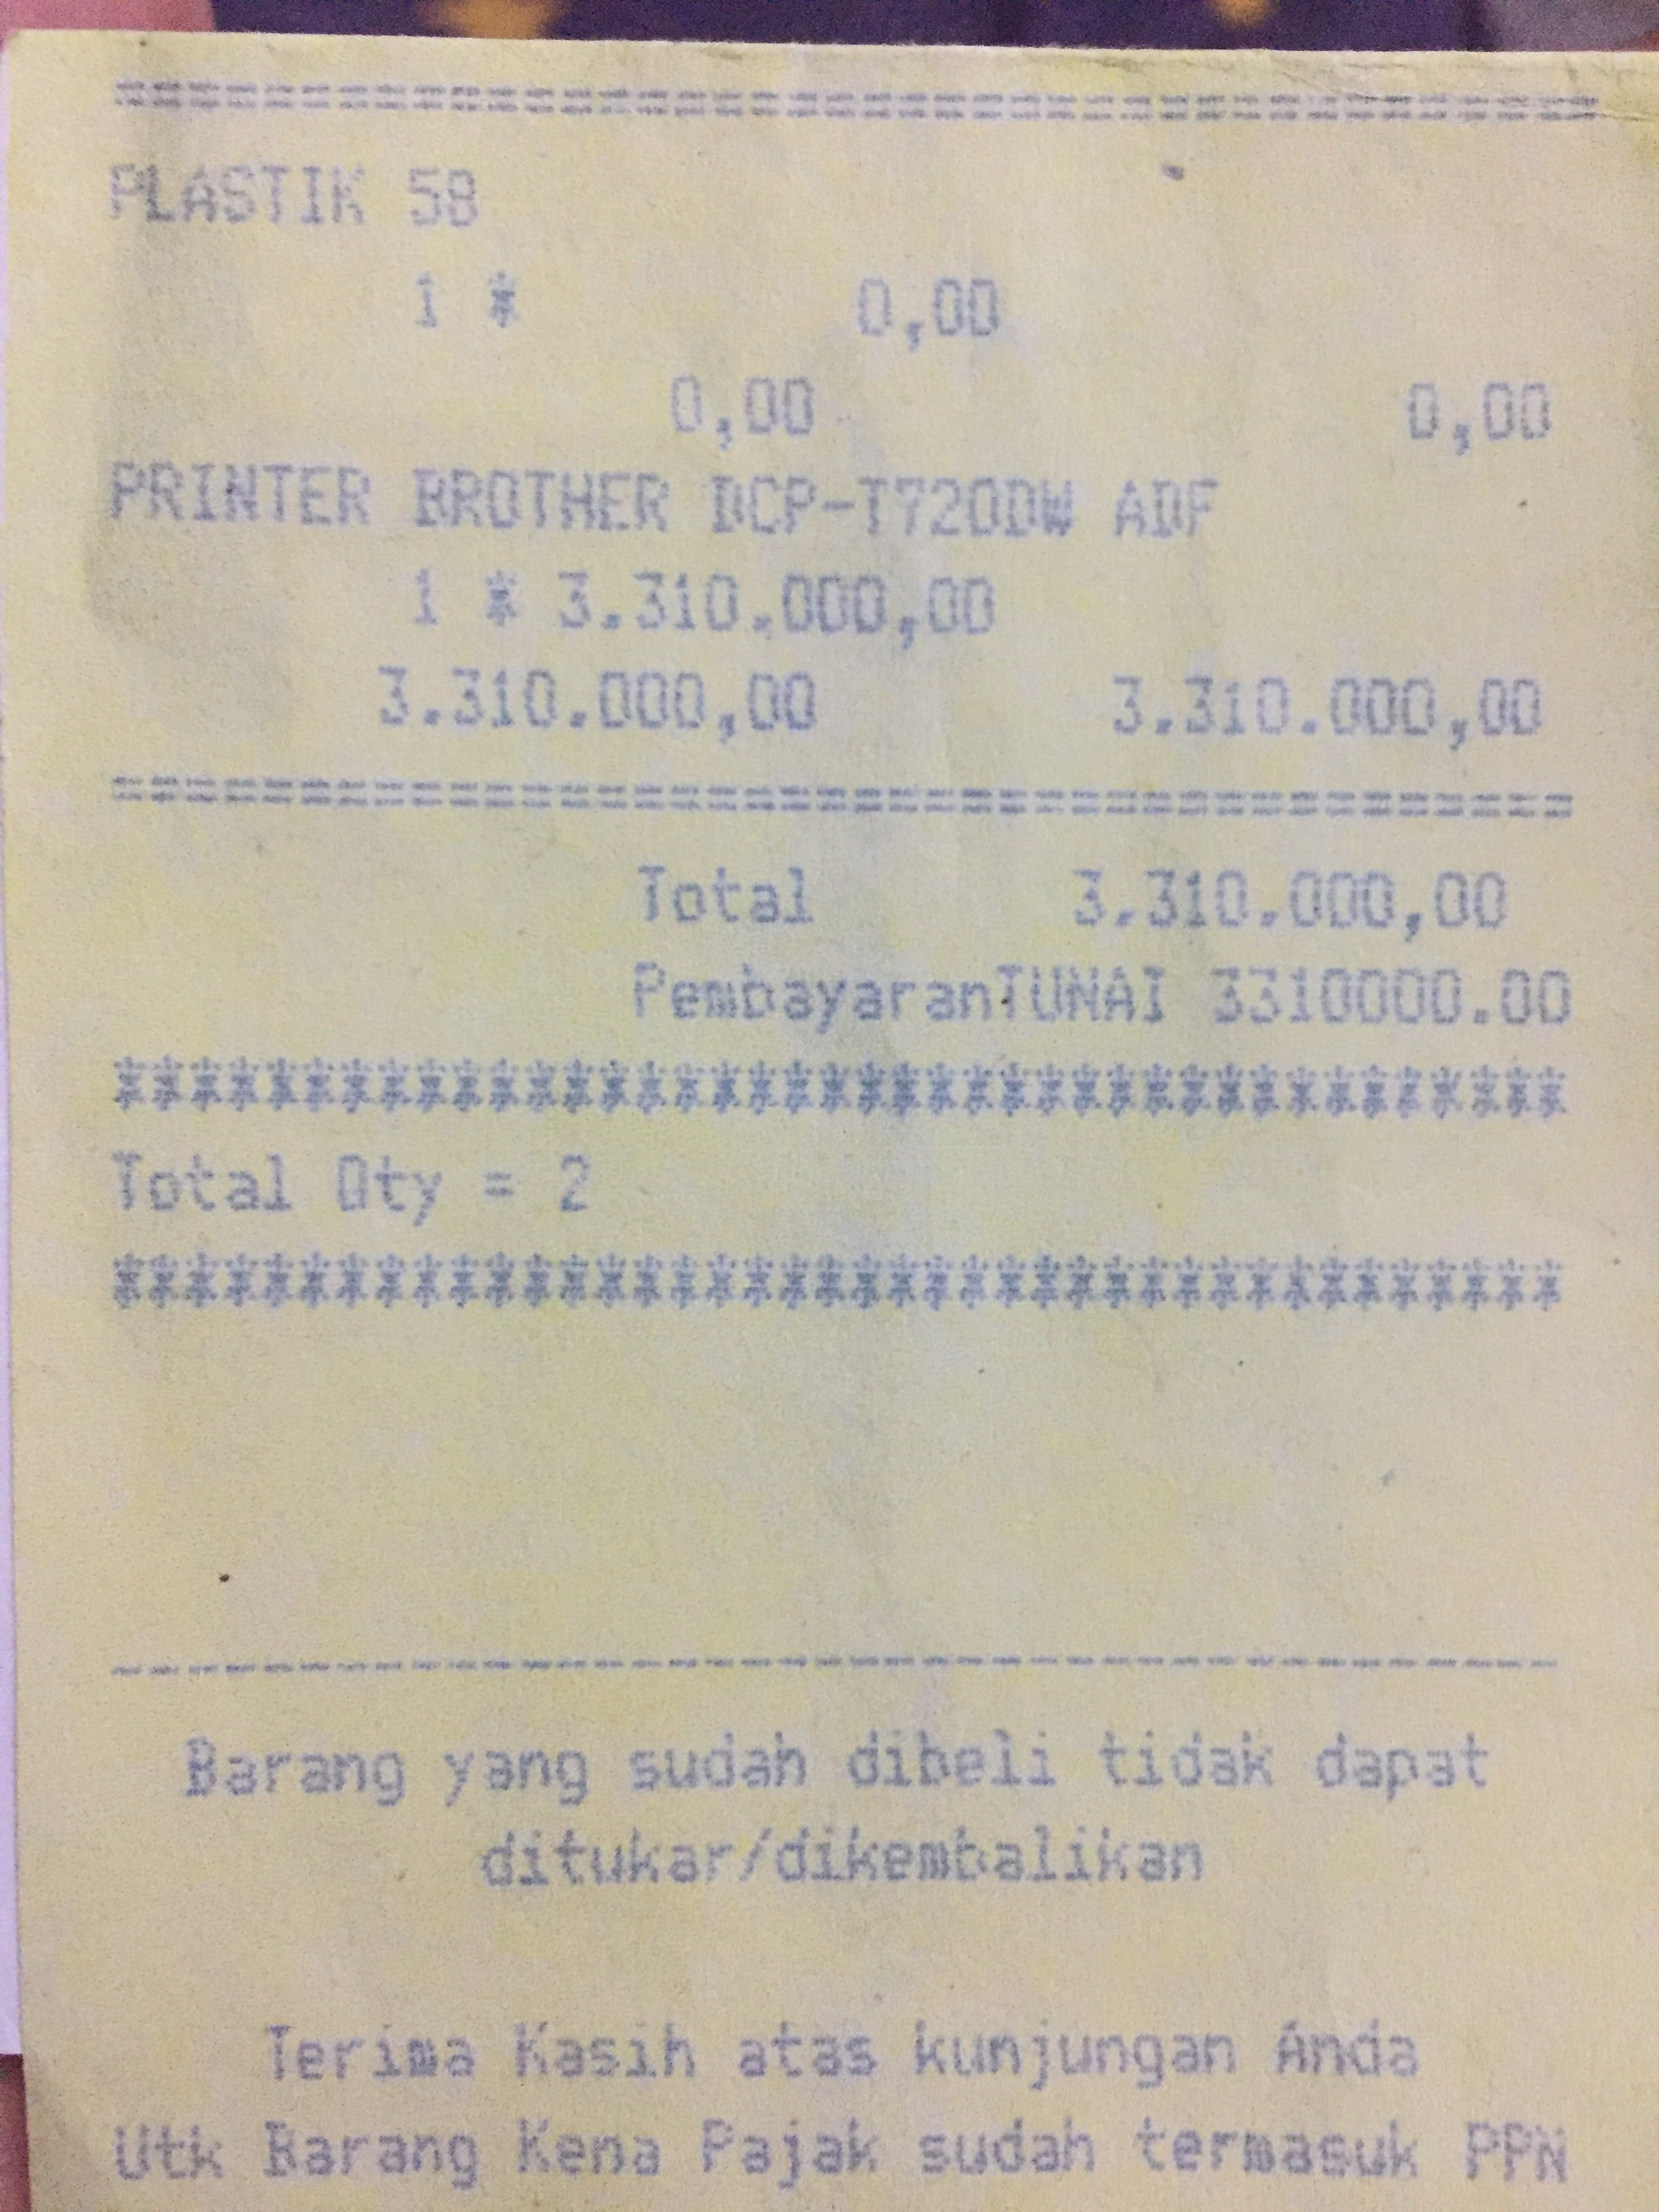 ========================================
PLASTIK 58
1 * 0,00
0,00 0,00
PRINTER BROTHER DCP-T720DW ADF
1 * 3.310.000,00
3.310.000,00 3.310.000,00
========================================
Total 3.310.000,00
PembayaranTUNAI 3310000.00
****************************************
Total Qty = 2
****************************************
----------------------------------------
Barang yang sudah dibeli tidak dapat
ditukar/dikembalikan
Terima Kasih atas kunjungan Anda
Utk Barang Kena Pajak sudah termasuk PPN